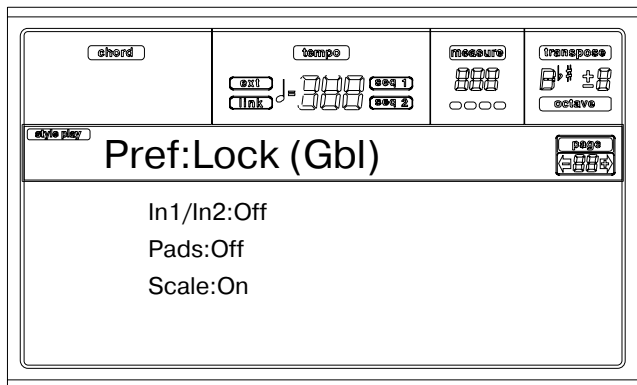 chord
tempo
measure
transpose
ext
link
seq 1
seq 2
octave
style play
page
Pref:Lock (Gbl)
In1/In2:Off
Pads:Off
Scale:On